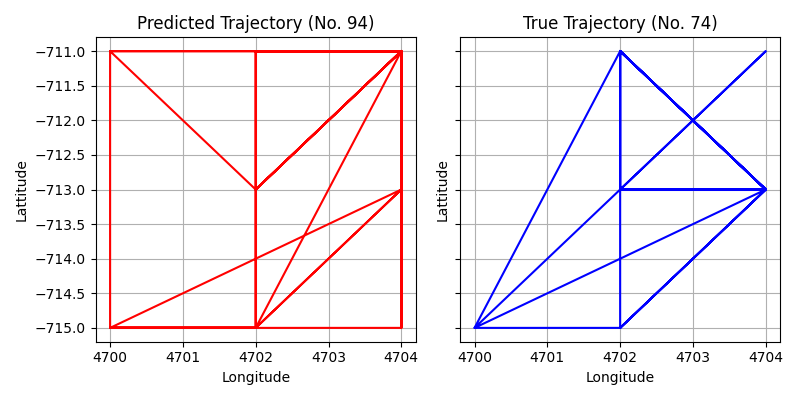 Predicted Trajectory (No. 94)
Lattitude
−711.0
−711.5
−712.0
−712.5
−713.0
−713.5
−714.0
−714.5
−715.0
4700 4701 4702 4703 4704
Longitude
True Trajectory (No. 74)
Lattitude
4700 4701 4702 4703 4704
Longitude